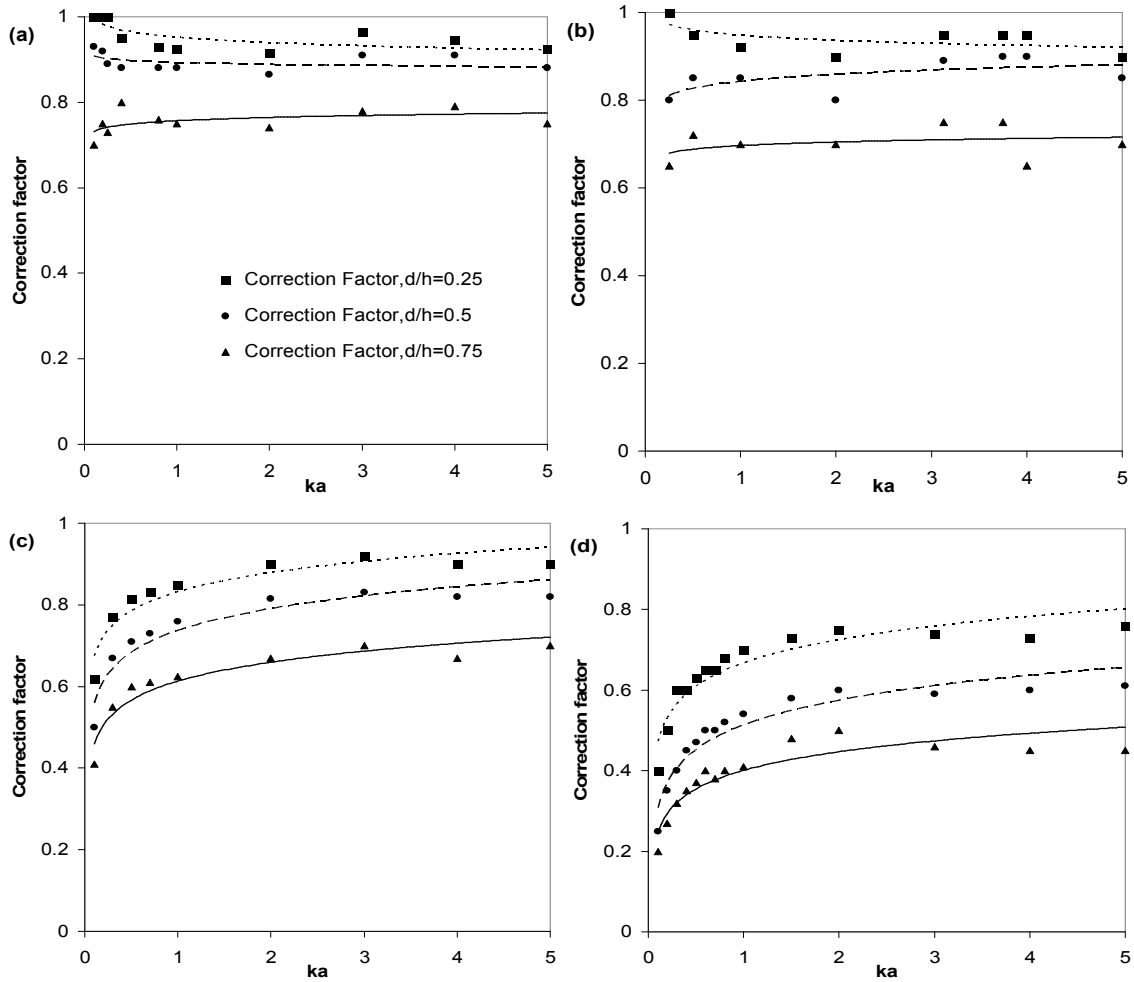 (a)
Correction factor
1
0.8
0.6
0.4
0.2
0
Correction Factor,d/h=0.25
Correction Factor,d/h=0.5
Correction Factor,d/h=0.75
0 1 2 3 4 5
ka
(b)
Correction factor
1
0.8
0.6
0.4
0.2
0
0 1 2 3 4 5
ka
(c)
Correction factor
1
0.8
0.6
0.4
0.2
0
0 1 2 3 4 5
ka
(d)
Correction factor
1
0.8
0.6
0.4
0.2
0
0 1 2 3 4 5
ka